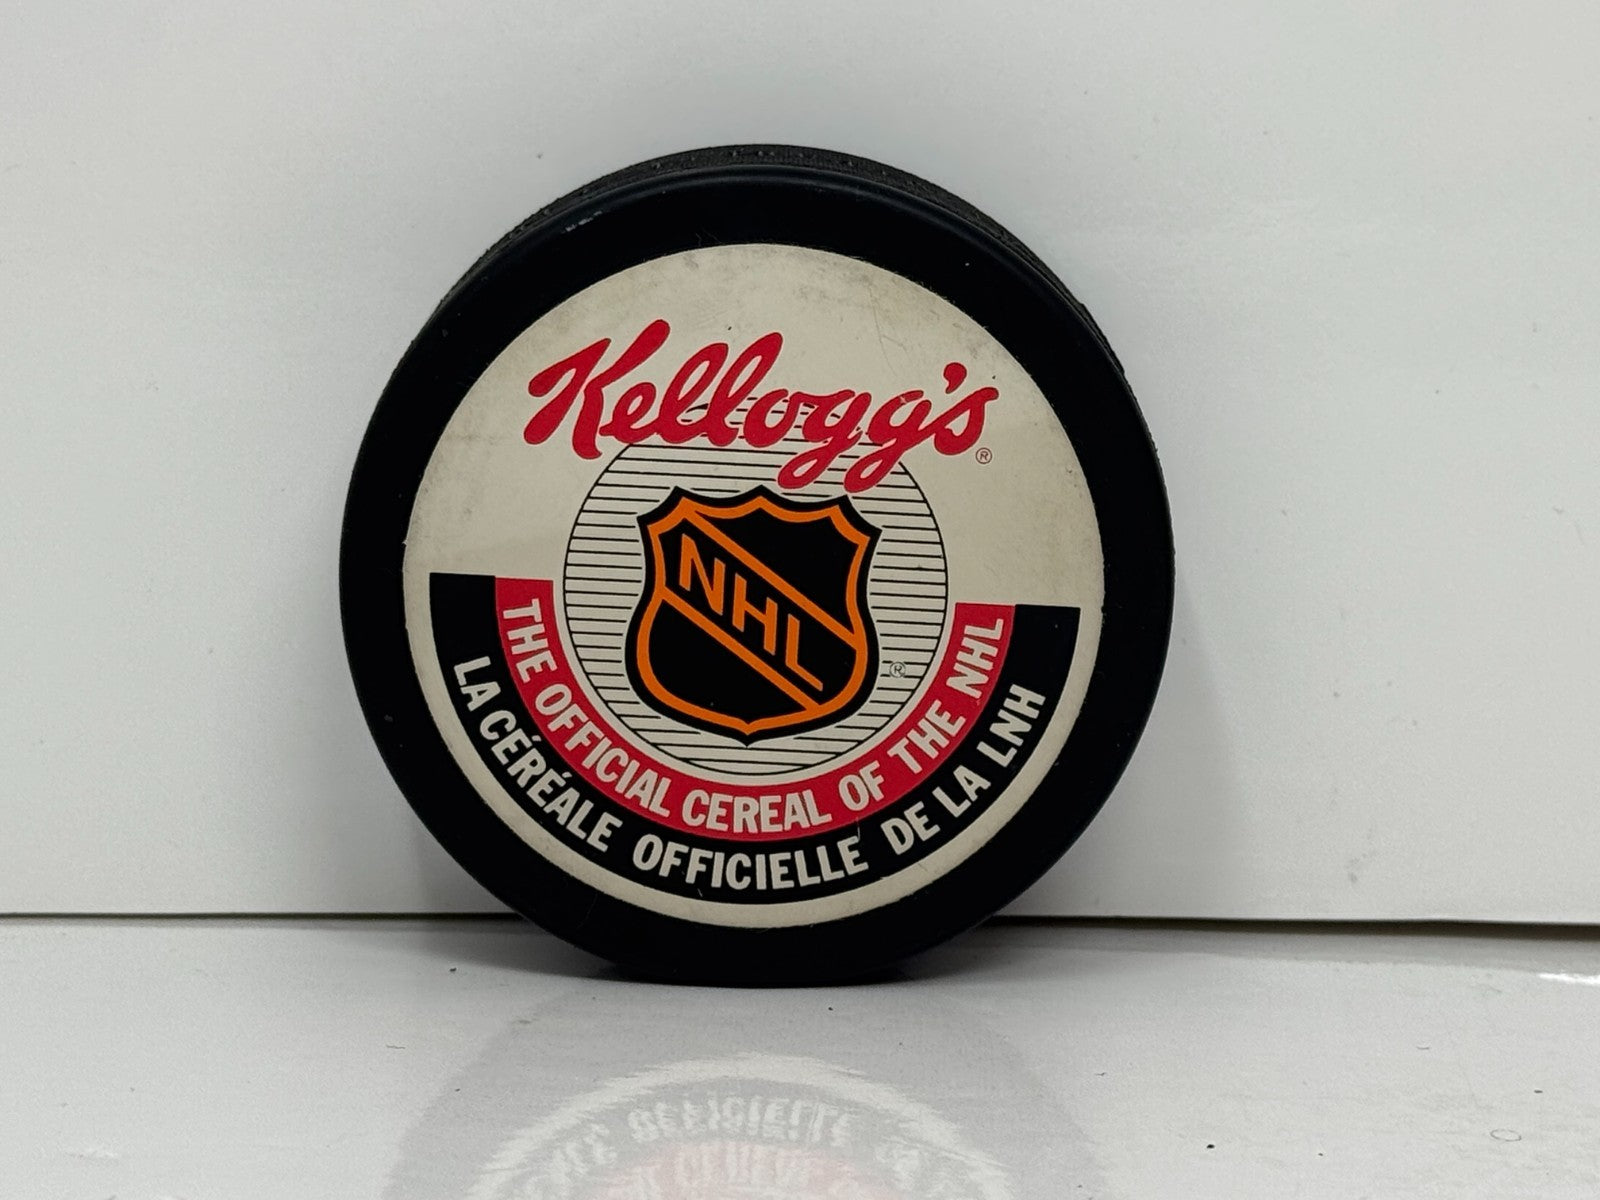 Kellogg's®
NHL®
THE OFFICIAL CEREAL OF THE NHL
LA CÉRÉALE OFFICIELLE DE LA LNH